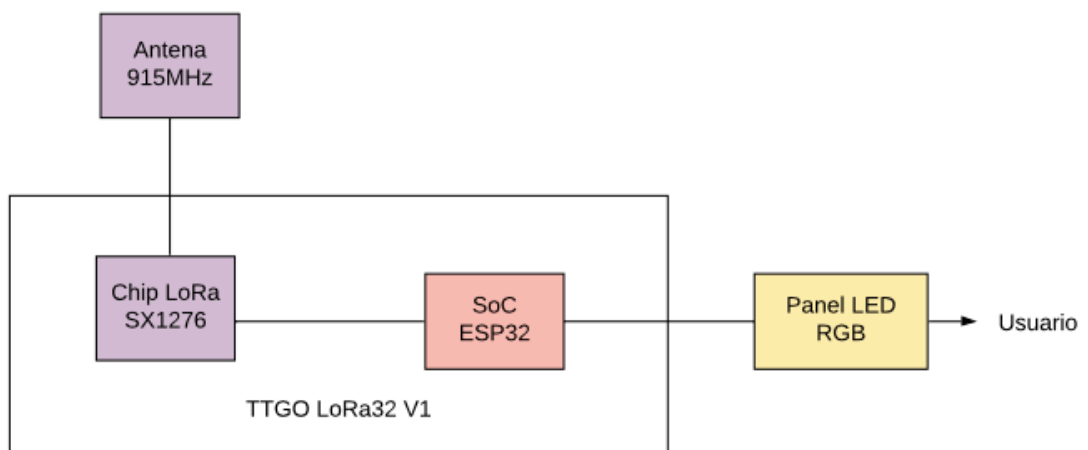 Antena
915MHz
Chip LoRa
SX1276
SoC
ESP32
Panel LED
RGB
Usuario
TTGO LoRa32 V1